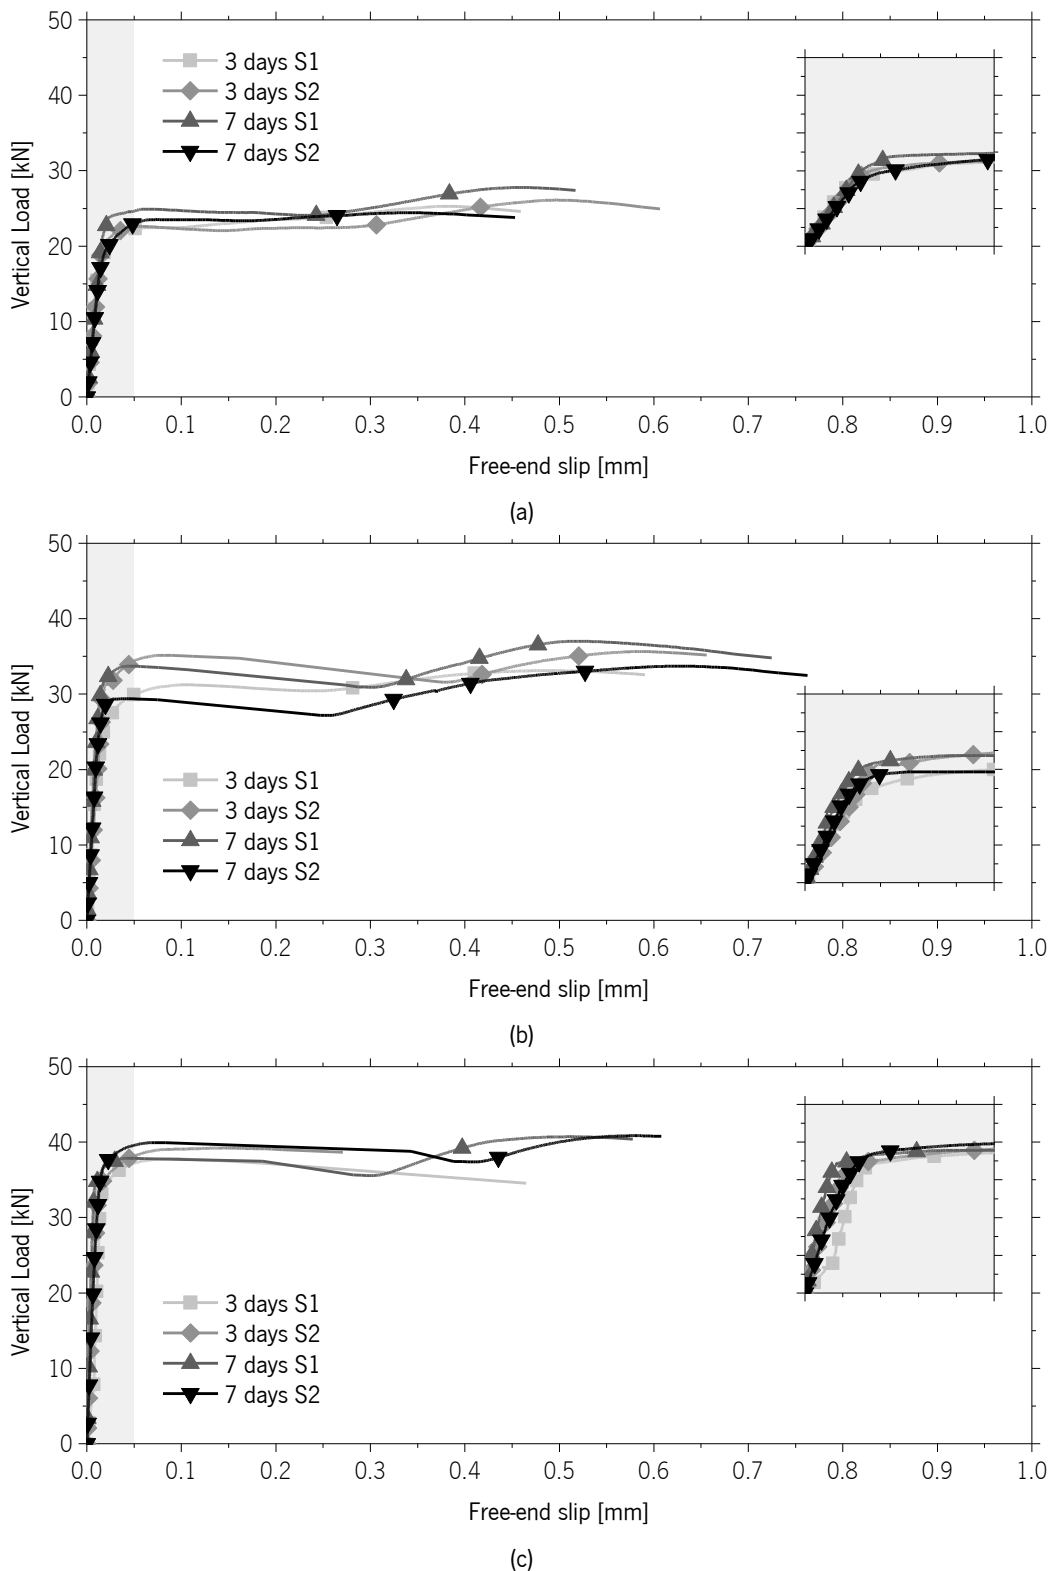 50
40
30
20
10
0
Vertical Load [kN]
3 days S1
3 days S2
7 days S1
7 days S2
0.0 0.1 0.2 0.3 0.4 0.5 0.6 0.7 0.8 0.9 1.0
Free-end slip [mm]
(a)
50
40
30
20
10
0
Vertical Load [kN]
3 days S1
3 days S2
7 days S1
7 days S2
0.0 0.1 0.2 0.3 0.4 0.5 0.6 0.7 0.8 0.9 1.0
Free-end slip [mm]
(b)
50
40
30
20
10
0
Vertical Load [kN]
3 days S1
3 days S2
7 days S1
7 days S2
0.0 0.1 0.2 0.3 0.4 0.5 0.6 0.7 0.8 0.9 1.0
Free-end slip [mm]
(c)